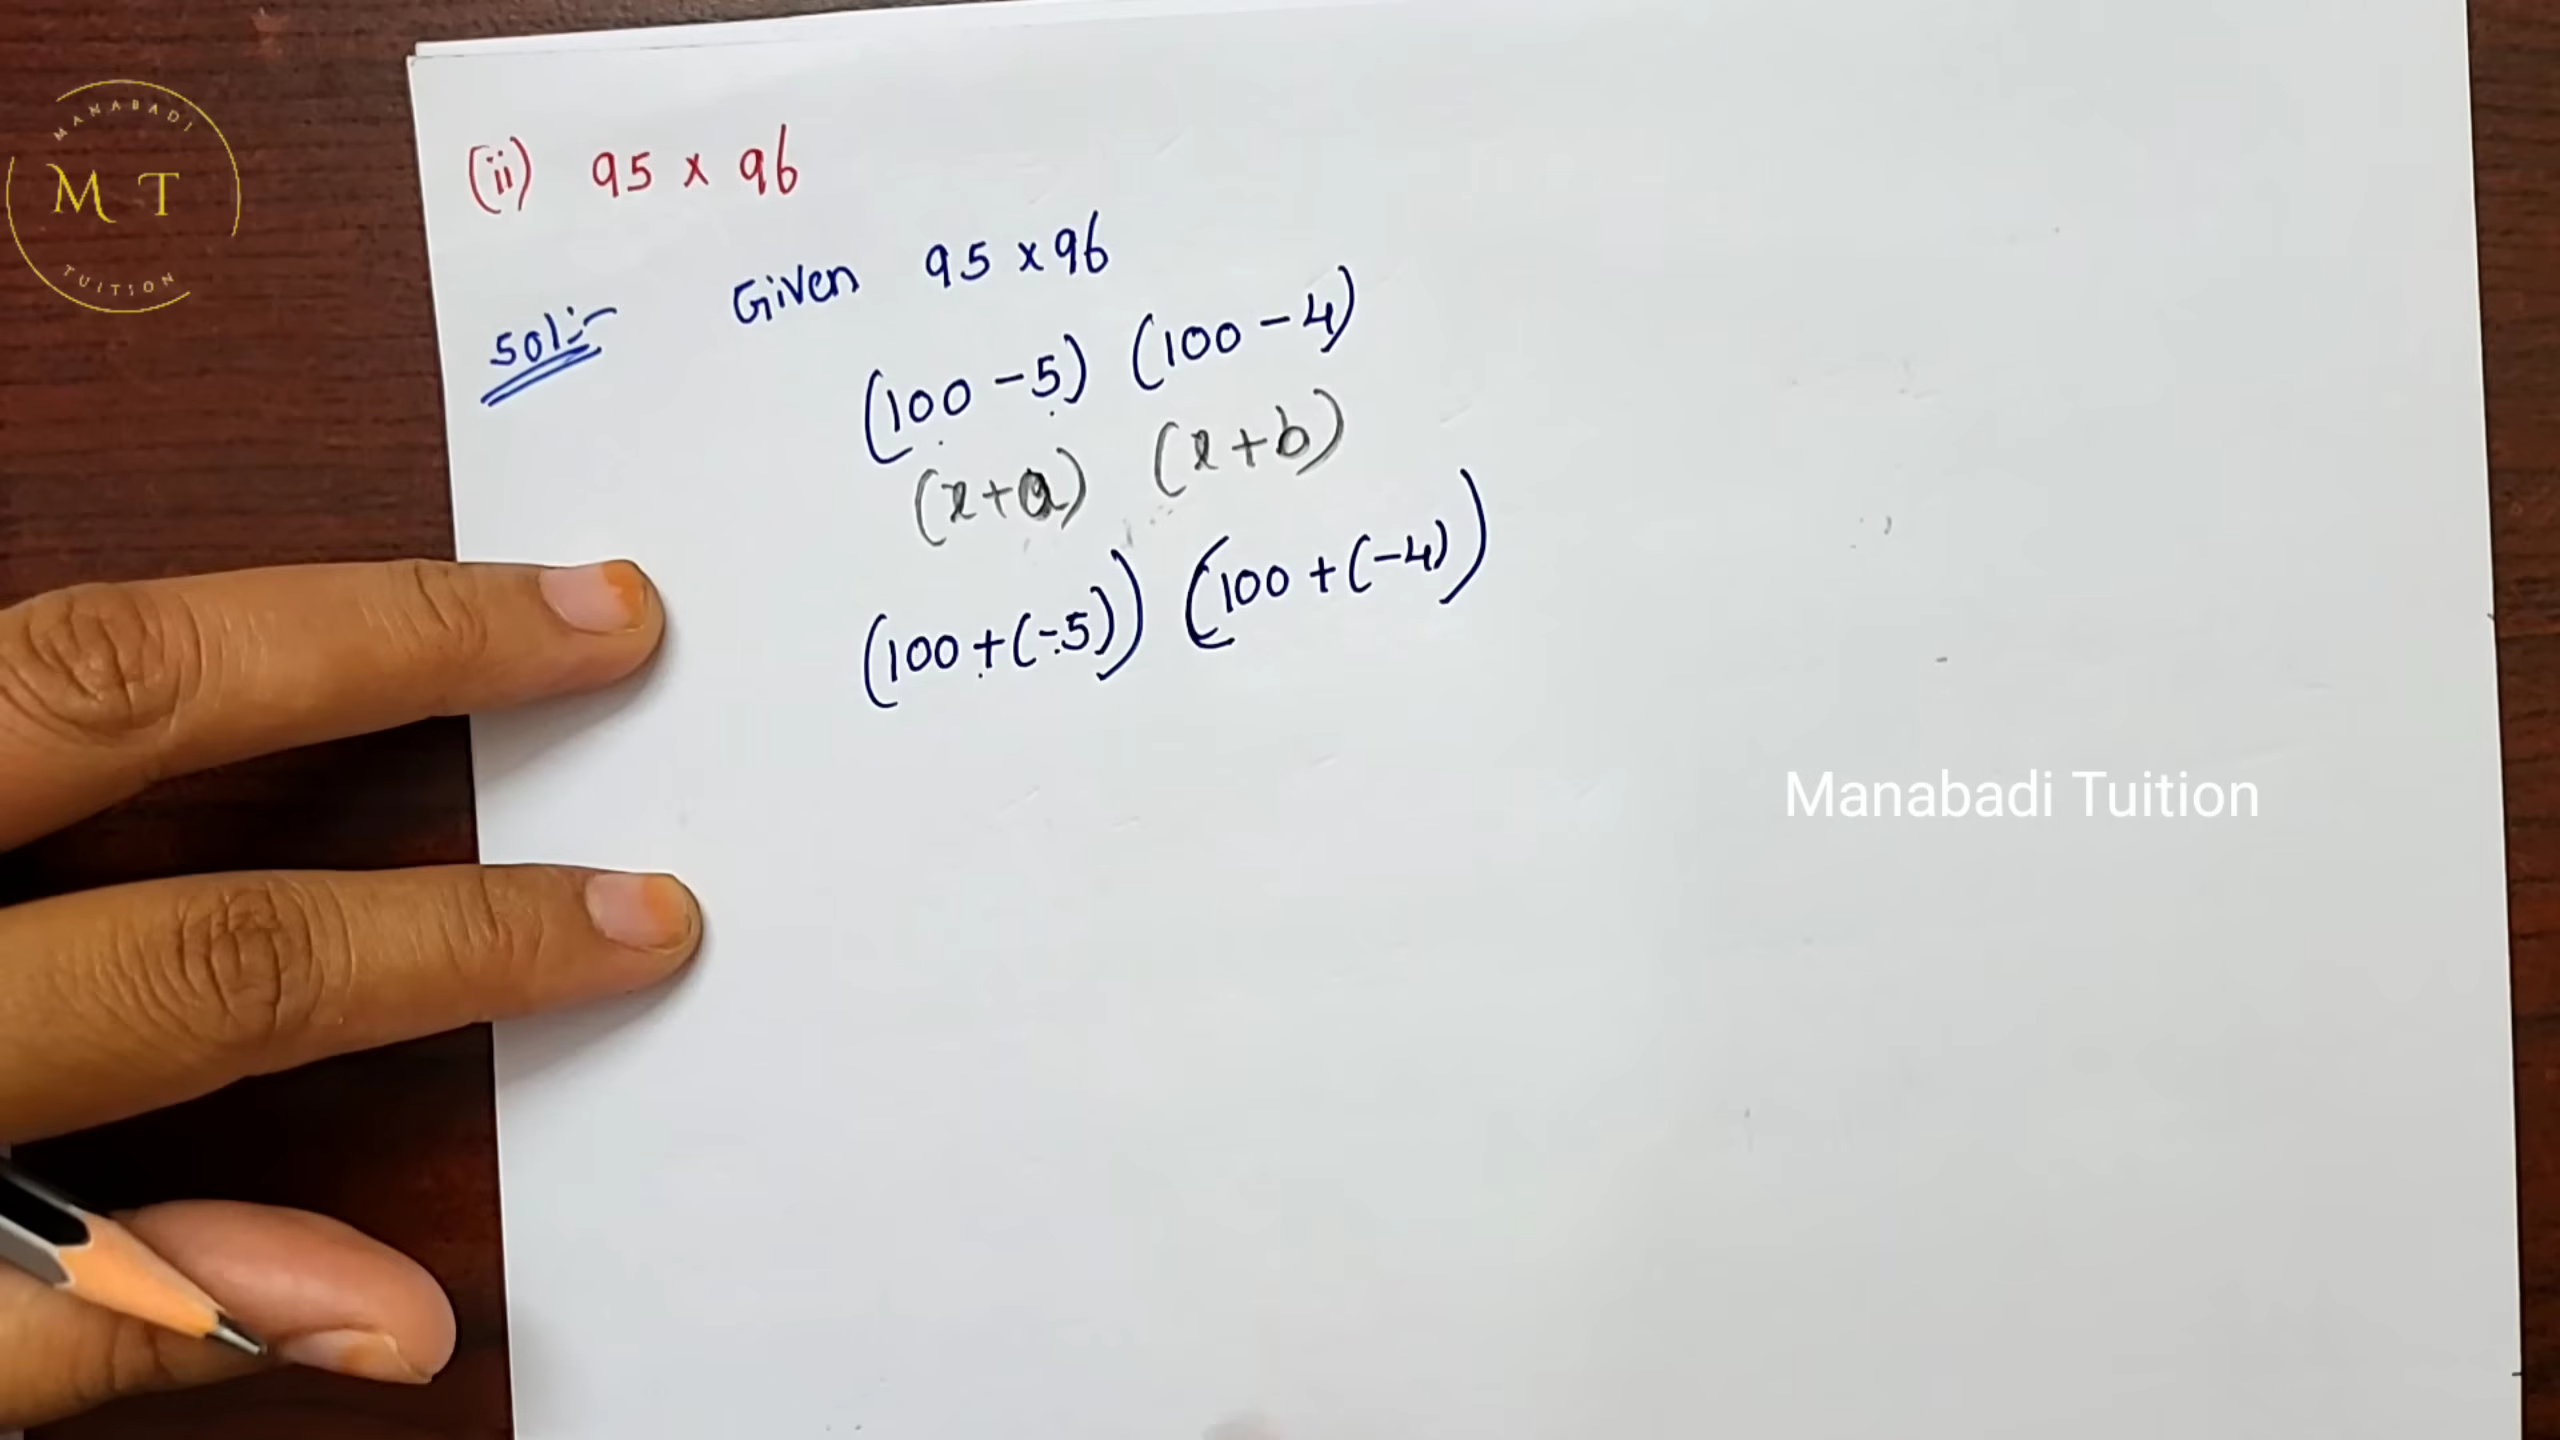 MANABADI
M T
TUITION
(ii) 95 x 96
Given 95 x 96
Sol:-
(100 - 5) (100 - 4)
(x+a) (x+b)
(100 + (-5)) (100 + (-4))
Manabadi Tuition